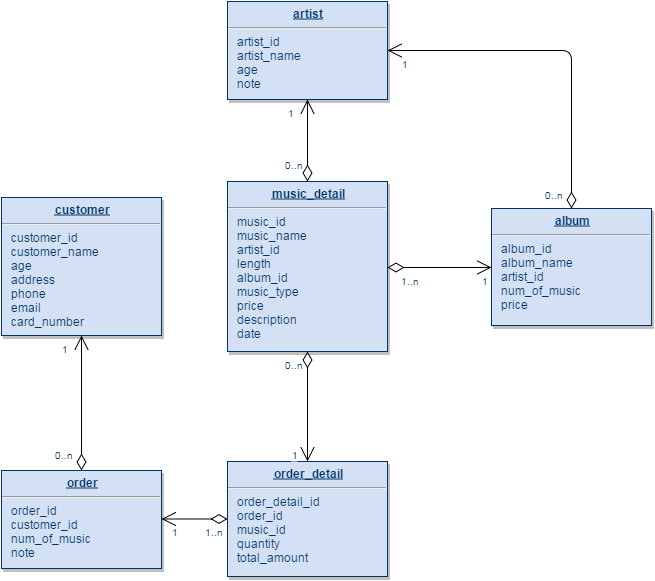 artist
artist_id
artist_name
age
note
1
1
0..n
music_detail
music_id
music_name
artist_id
length
album_id
music_type
price
description
date
0..n
album
album_id
album_name
artist_id
num_of_music
price
1..n
1
customer
customer_id
customer_name
age
address
phone
email
card_number
1
0..n
0..n
1
order
order_id
customer_id
num_of_music
note
1
1..n
order_detail
order_detail_id
order_id
music_id
quantity
total_amount